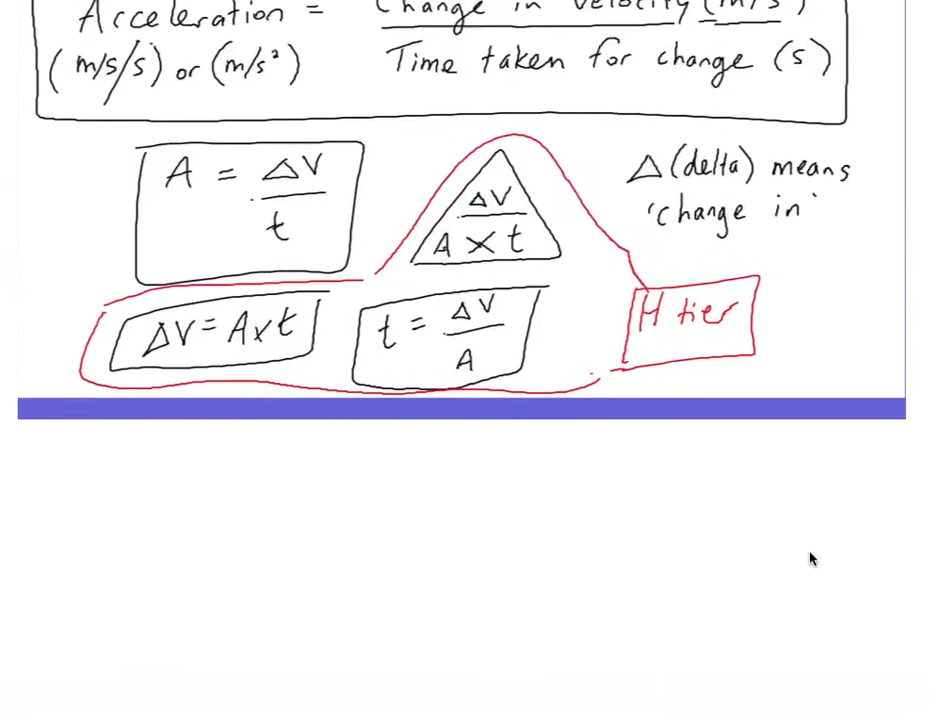 Acceleration = Change in velocity (m/s)
(m/s/s) or (m/s²) Time taken for change (s)
A = ΔV / t
ΔV
A × t
Δ (delta) means
'change in'
ΔV = A × t
t = ΔV / A
H tier